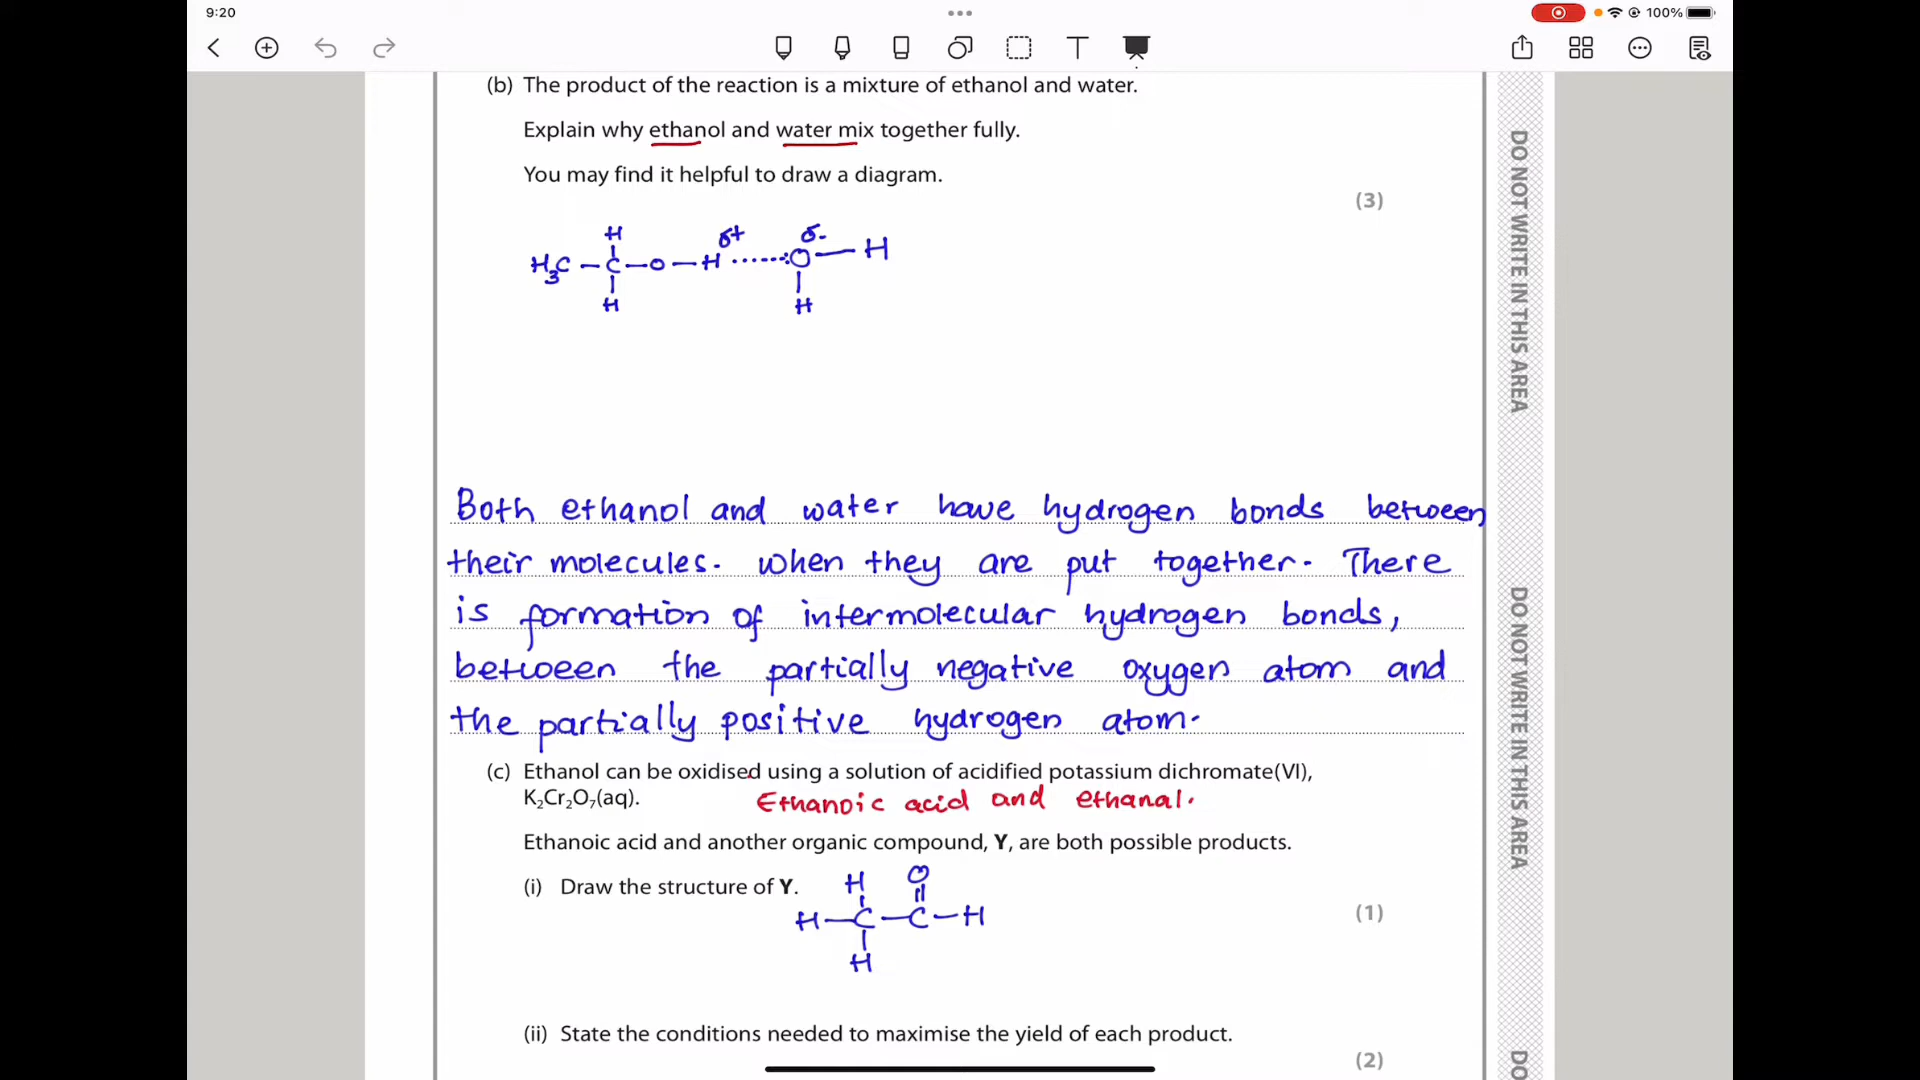 9:20
100%
(b) The product of the reaction is a mixture of ethanol and water.
Explain why ethanol and water mix together fully.
You may find it helpful to draw a diagram.
(3)
H δ+ δ-
H₃C – C – O – H ...... :O – H
H H
Both ethanol and water have hydrogen bonds between
their molecules. When they are put together. There
is formation of intermolecular hydrogen bonds,
between the partially negative oxygen atom and
the partially positive hydrogen atom.
(c) Ethanol can be oxidised using a solution of acidified potassium dichromate(VI),
K₂Cr₂O₇(aq).
Ethanoic acid and ethanal.
Ethanoic acid and another organic compound, Y, are both possible products.
(i) Draw the structure of Y.
H O
H – C – C – H
H
(1)
(ii) State the conditions needed to maximise the yield of each product.
(2)
DO NOT WRITE IN THIS AREA
DO NOT WRITE IN THIS AREA
DO